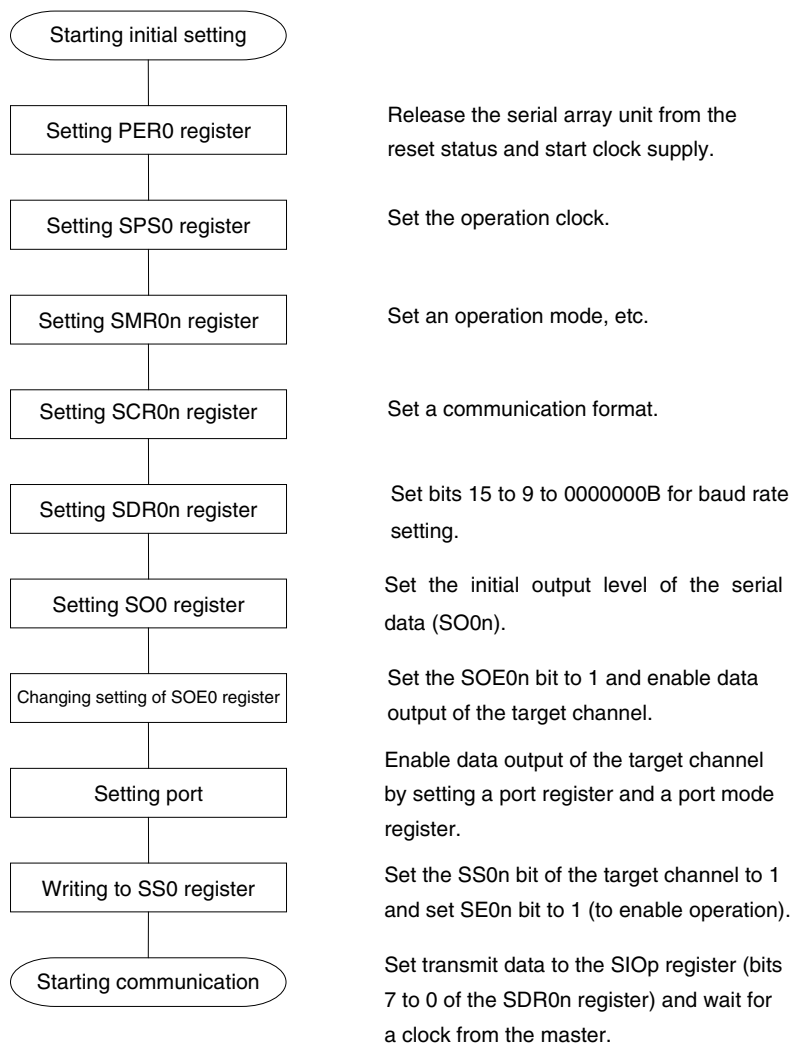 Starting initial setting
Setting PER0 register
Release the serial array unit from the
reset status and start clock supply.
Setting SPS0 register
Set the operation clock.
Setting SMR0n register
Set an operation mode, etc.
Setting SCR0n register
Set a communication format.
Setting SDR0n register
Set bits 15 to 9 to 0000000B for baud rate
setting.
Setting SO0 register
Set the initial output level of the serial
data (SO0n).
Changing setting of SOE0 register
Set the SOE0n bit to 1 and enable data
output of the target channel.
Setting port
Enable data output of the target channel
by setting a port register and a port mode
register.
Writing to SS0 register
Set the SS0n bit of the target channel to 1
and set SE0n bit to 1 (to enable operation).
Starting communication
Set transmit data to the SIOp register (bits
7 to 0 of the SDR0n register) and wait for
a clock from the master.